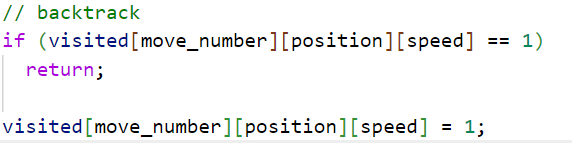 // backtrack
if (visited[move_number][position][speed] == 1)
return;
visited[move_number][position][speed] = 1;